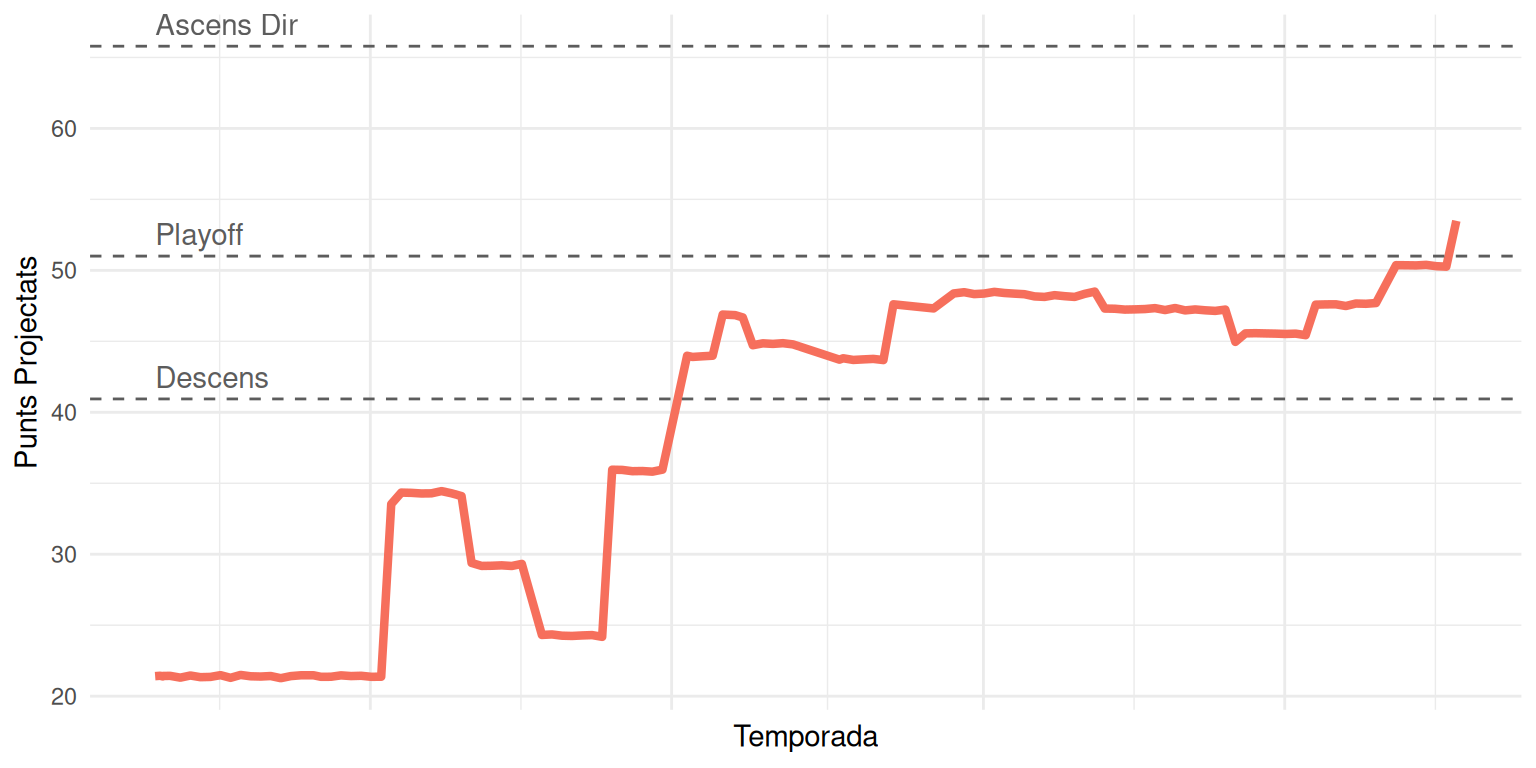 Ascens Dir
60
Playoff
50
Descens
40
30
20
Punts Projectats
Temporada